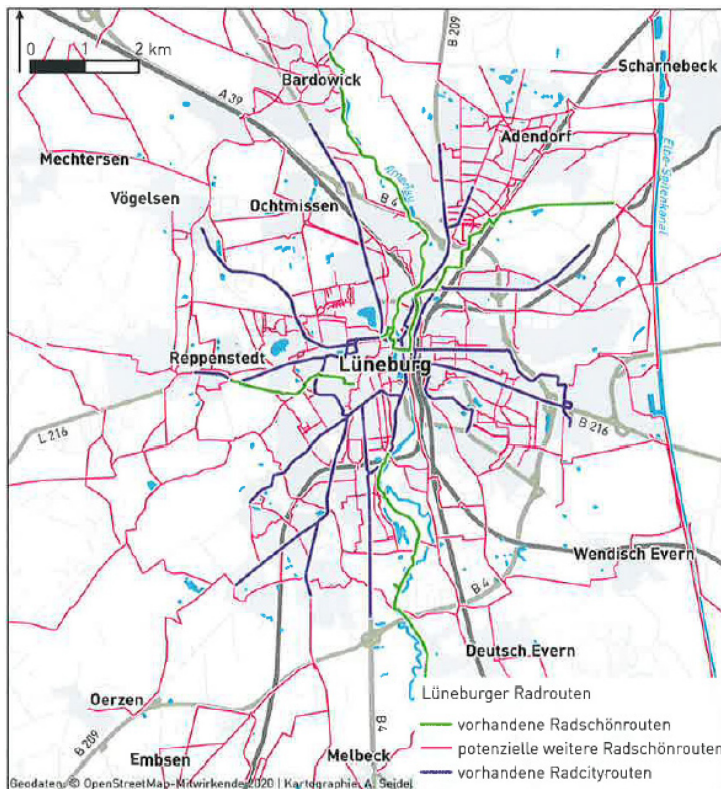 0 1 2 km
B 209
Scharnebeck
Bardowick
A 39
Adendorf
Mechtersen
Elbe-Seitenkanal
Vögelsen
Ochtmissen
B 4
Ilmenau
Reppenstedt
Lüneburg
L 216
B 216
Wendisch Evern
B 4
Deutsch Evern
Oerzen
B 209
B 4
Embsen
Melbeck
Lüneburger Radrouten
vorhandene Radschönrouten
potenzielle weitere Radschönrouten
vorhandene Radcityrouten
Geodaten: © OpenStreetMap-Mitwirkende 2020 | Kartographie: A. Seidel